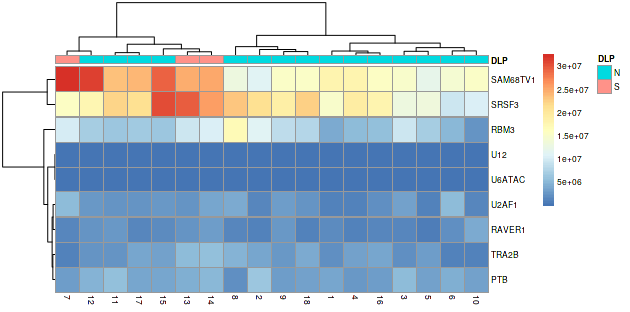 DLP
DLP
N
S
3e+07
2.5e+07
2e+07
1.5e+07
1e+07
5e+06
SAM68TV1
SRSF3
RBM3
U12
U6ATAC
U2AF1
RAVER1
TRA2B
PTB
7 12 11 17 15 13 14 8 2 9 18 1 4 16 3 5 6 10